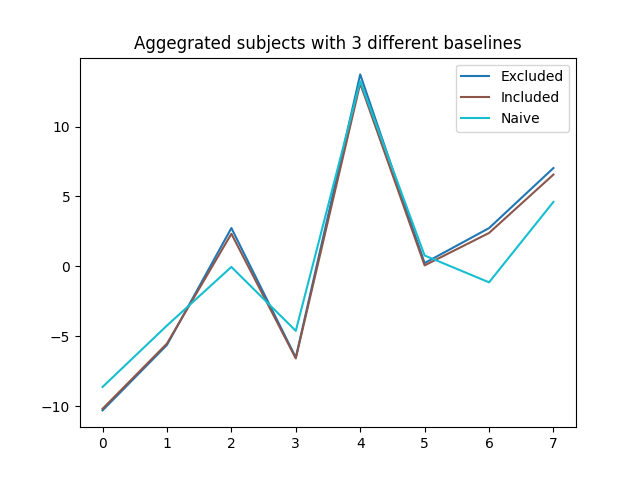 Aggegrated subjects with 3 different baselines
Excluded
Included
Naive
10
5
0
−5
−10
0 1 2 3 4 5 6 7